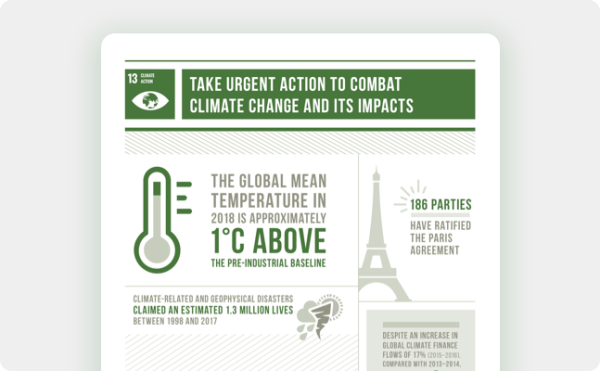 13 CLIMATE
ACTION
TAKE URGENT ACTION TO COMBAT
CLIMATE CHANGE AND ITS IMPACTS
THE GLOBAL MEAN
TEMPERATURE IN
2018 IS APPROXIMATELY
1°C ABOVE
THE PRE-INDUSTRIAL BASELINE
186 PARTIES
HAVE RATIFIED
THE PARIS
AGREEMENT
CLIMATE-RELATED AND GEOPHYSICAL DISASTERS
CLAIMED AN ESTIMATED 1.3 MILLION LIVES
BETWEEN 1998 AND 2017
DESPITE AN INCREASE IN
GLOBAL CLIMATE FINANCE
FLOWS OF 17% (2015-2016),
COMPARED WITH 2013-2014,